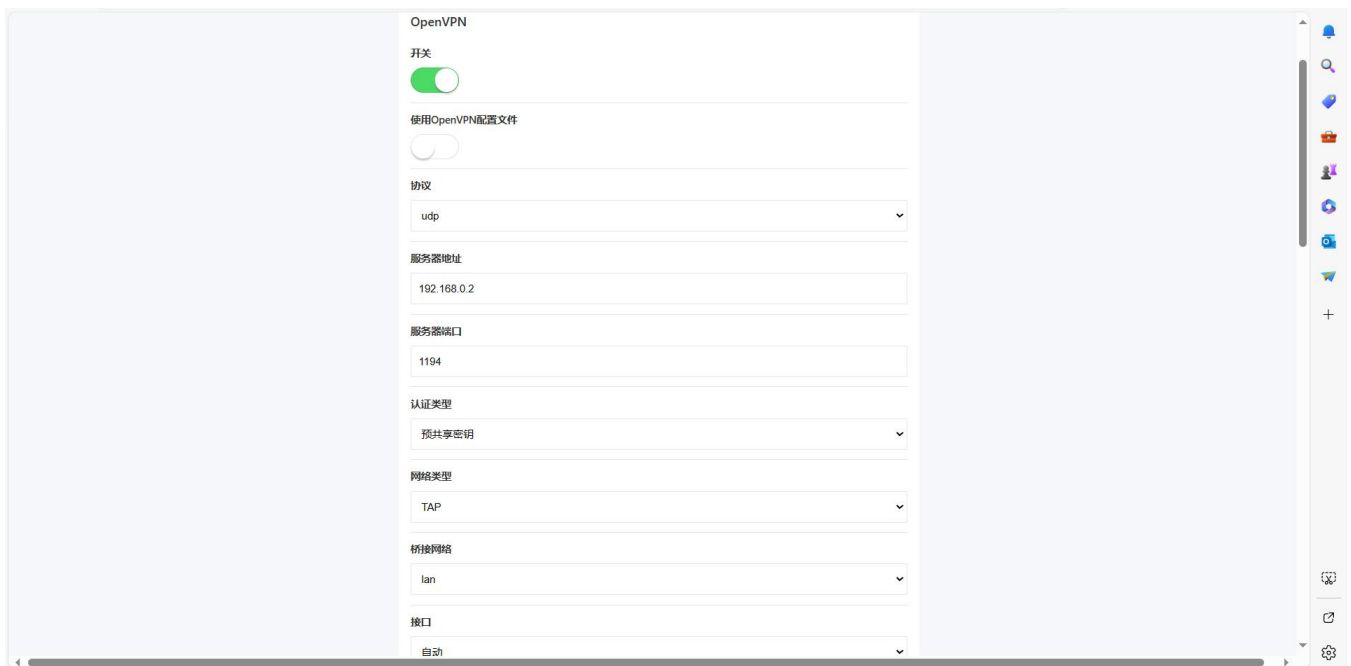 OpenVPN
开关
使用OpenVPN配置文件
协议
udp
服务器地址
192.168.0.2
服务器端口
1194
认证类型
预共享密钥
网络类型
TAP
桥接网络
lan
接口
自动